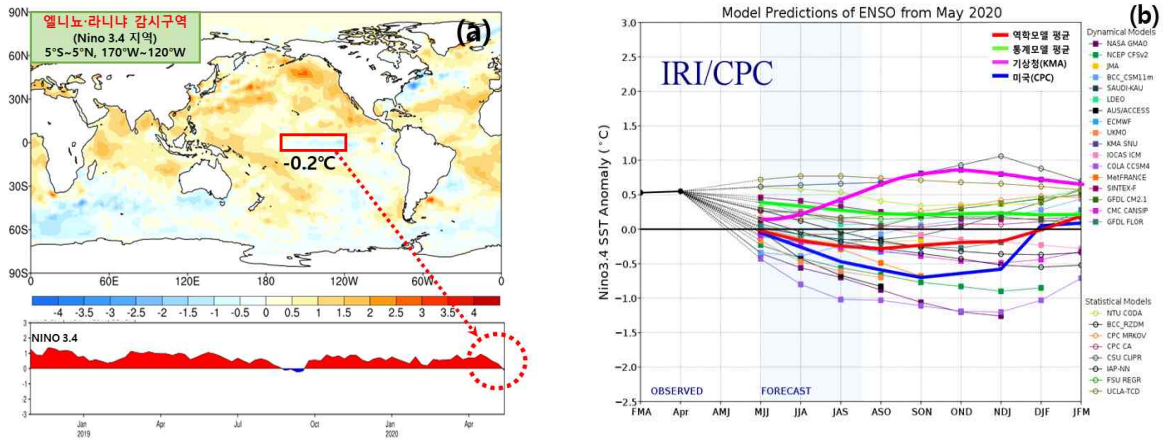 엘니뇨·라니냐 감시구역
(Nino 3.4 지역)
5°S~5°N, 170°W~120°W
(a)
90N
60N
30N
0
30S
60S
90S
-0.2℃
0
60E
120E
180
120W
60W
0
-4 -3.5 -3 -2.5 -2 -1.5 -1 -0.5 0 0.5 1 1.5 2 2.5 3 3.5 4
NINO 3.4
3
2
1
0
-1
-2
-3
Jan
2019
Apr
Jul
Oct
Jan
2020
Apr
Model Predictions of ENSO from May 2020
(b)
IRI/CPC
역학모델 평균
통계모델 평균
기상청(KMA)
미국(CPC)
Nino3.4 SST Anomaly (°C)
3.0
2.5
2.0
1.5
1.0
0.5
0.0
−0.5
−1.0
−1.5
−2.0
−2.5
OBSERVED
FORECAST
FMA Apr AMJ MJJ JJA JAS ASO SON OND NDJ DJF JFM
Dynamical Models
NASA GMAO
NCEP CFSv2
JMA
BCC_CSM11m
SAUDI-KAU
LDEO
AUS/ACCESS
ECMWF
UKMO
KMA SNU
IOCAS ICM
COLA CCSM4
MetFRANCE
SINTEX-F
GFDL CM2.1
CMC CANSIP
GFDL FLOR
Statistical Models
NTU CODA
BCC_RZDM
CPC MRKOV
CPC CA
CSU CLIPR
IAP-NN
FSU REGR
UCLA-TCD